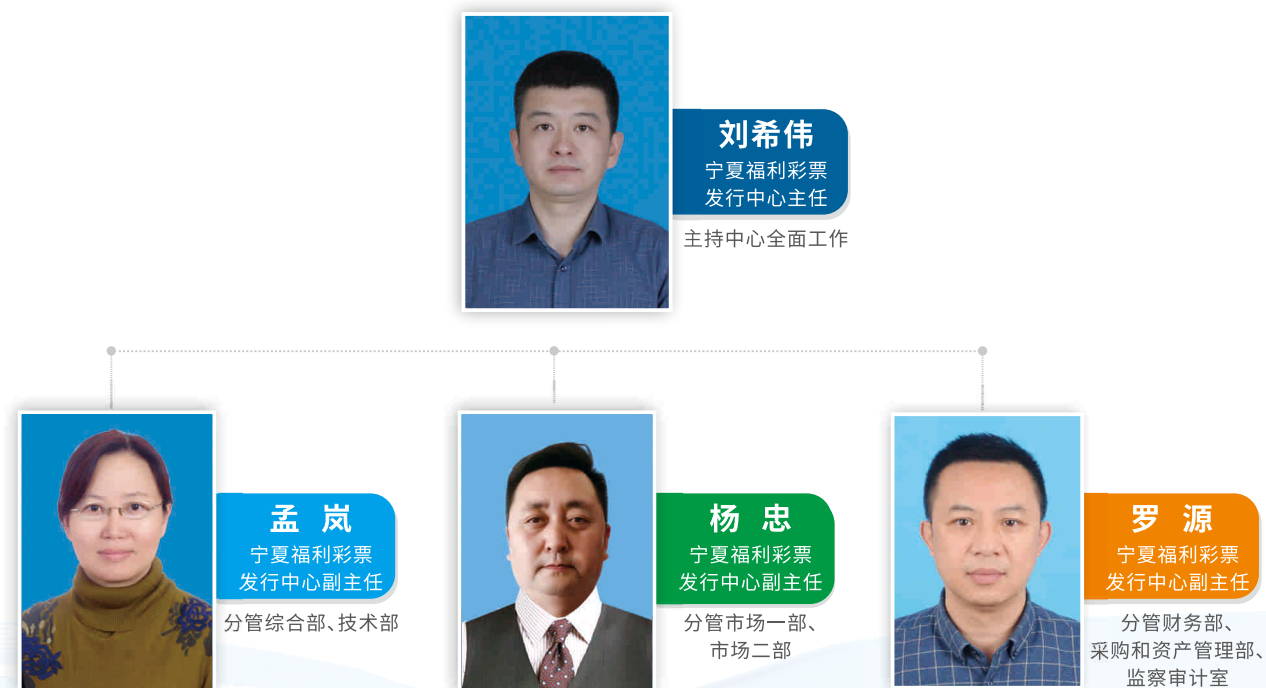 刘希伟
宁夏福利彩票
发行中心主任
主持中心全面工作
孟 岚
宁夏福利彩票
发行中心副主任
分管综合部、技术部
杨 忠
宁夏福利彩票
发行中心副主任
分管市场一部、
市场二部
罗 源
宁夏福利彩票
发行中心副主任
分管财务部、
采购和资产管理部、
监察审计室